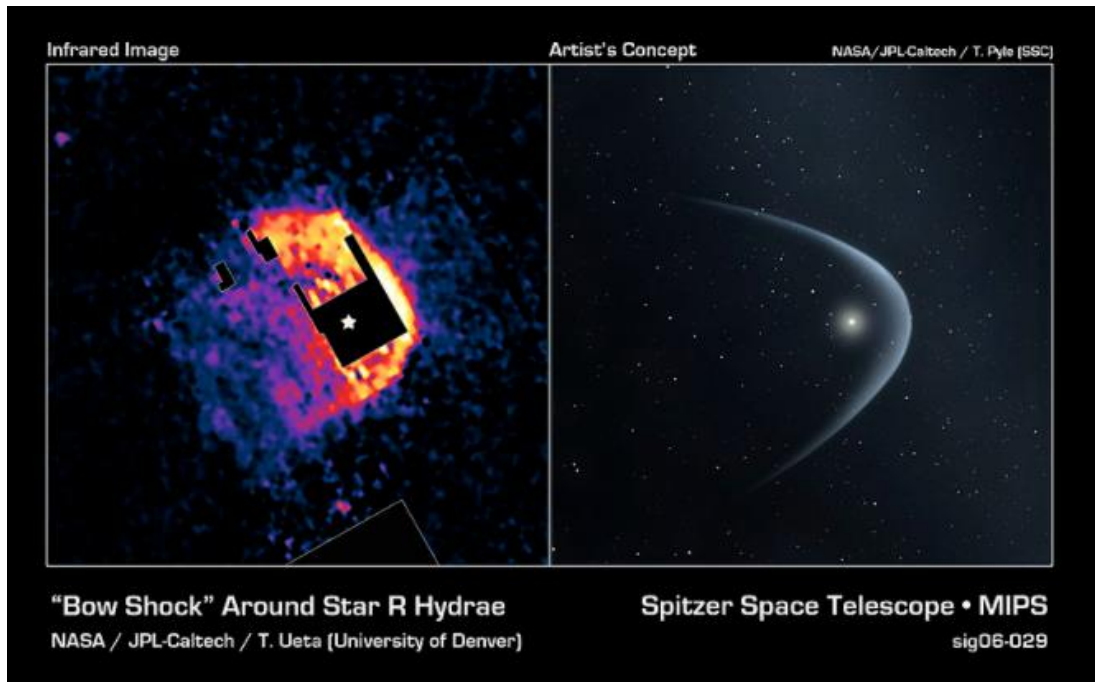 Infrared Image
Artist's Concept
NASA/JPL-Caltech / T. Pyle (SSC)
“Bow Shock” Around Star R Hydrae
NASA / JPL-Caltech / T. Ueta (University of Denver)
Spitzer Space Telescope • MIPS
sig06-029